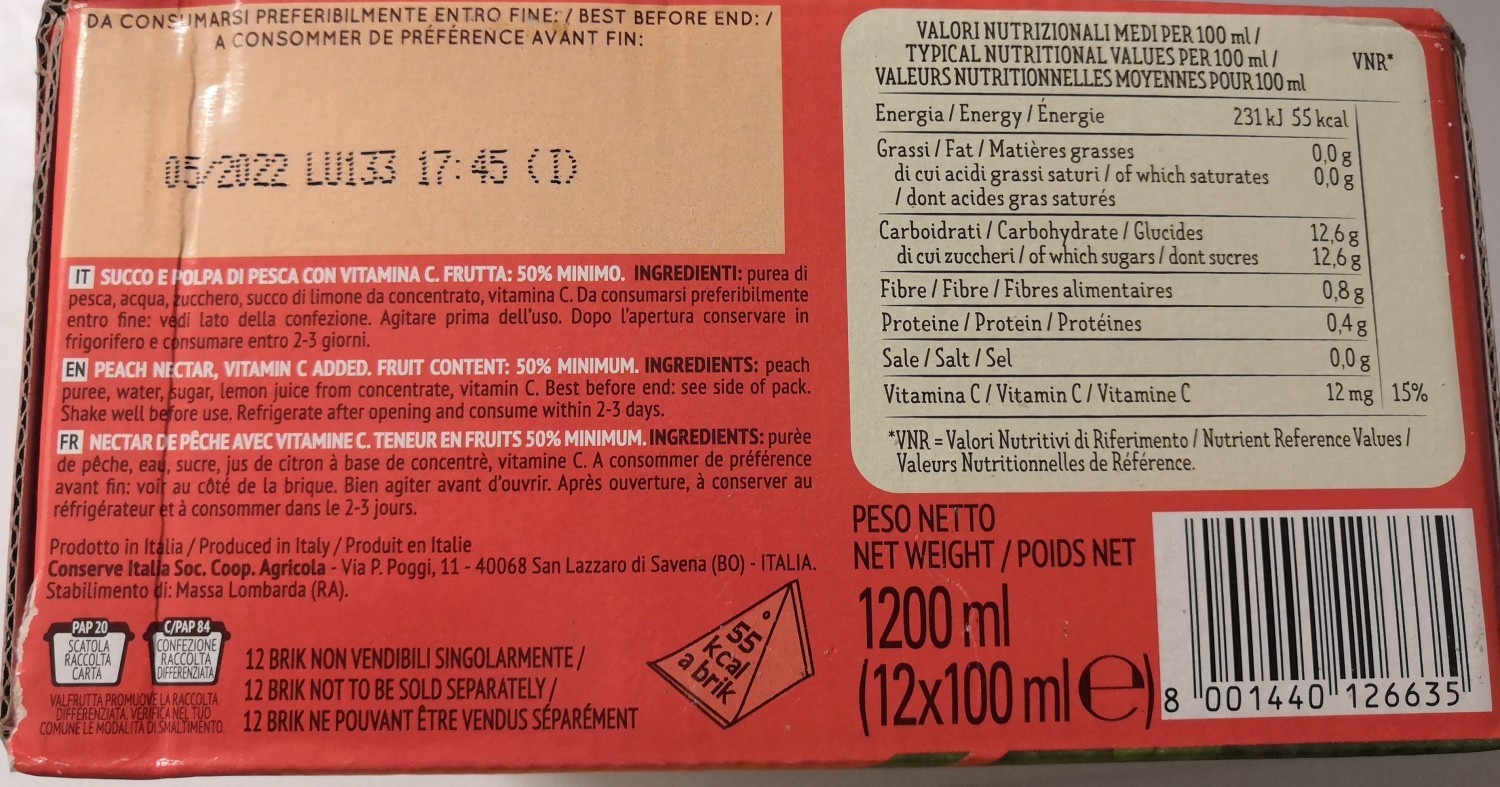 DA CONSUMARSI PREFERIBILMENTE ENTRO FINE: / BEST BEFORE END: /
A CONSOMMER DE PRÉFÉRENCE AVANT FIN:
05/2022 LU133 17:45 (I)
IT SUCCO E POLPA DI PESCA CON VITAMINA C. FRUTTA: 50% MINIMO. INGREDIENTI: purea di
pesca, acqua, zucchero, succo di limone da concentrato, vitamina C. Da consumarsi preferibilmente
entro fine: vedi lato della confezione. Agitare prima dell'uso. Dopo l'apertura conservare in
frigorifero e consumare entro 2-3 giorni.
EN PEACH NECTAR, VITAMIN C ADDED. FRUIT CONTENT: 50% MINIMUM. INGREDIENTS: peach
puree, water, sugar, lemon juice from concentrate, vitamin C. Best before end: see side of pack.
Shake well before use. Refrigerate after opening and consume within 2-3 days.
FR NECTAR DE PÊCHE AVEC VITAMINE C. TENEUR EN FRUITS 50% MINIMUM. INGREDIENTS: purèe
de pêche, eau, sucre, jus de citron à base de concentrè, vitamine C. A consommer de préférence
avant fin: voir au côté de la brique. Bien agiter avant d'ouvrir. Après ouverture, à conserver au
réfrigérateur et à consommer dans le 2-3 jours.
Prodotto in Italia / Produced in Italy / Produit en Italie
Conserve Italia Soc. Coop. Agricola - Via P. Poggi, 11 - 40068 San Lazzaro di Savena (BO) - ITALIA.
Stabilimento di: Massa Lombarda (RA).
PAP 20
SCATOLA
RACCOLTA
CARTA
C/PAP 84
CONFEZIONE
RACCOLTA
DIFFERENZIATA
VALFRUTTA PROMUOVE LA RACCOLTA
DIFFERENZIATA. VERIFICA NEL TUO
COMUNE LE MODALITÀ DI SMALTIMENTO.
12 BRIK NON VENDIBILI SINGOLARMENTE /
12 BRIK NOT TO BE SOLD SEPARATELY /
12 BRIK NE POUVANT ÊTRE VENDUS SÉPARÉMENT
55
kcal
a brik
VALORI NUTRIZIONALI MEDI PER 100 ml /
TYPICAL NUTRITIONAL VALUES PER 100 ml /
VALEURS NUTRITIONNELLES MOYENNES POUR 100 ml
VNR*
Energia / Energy / Énergie 231 kJ 55 kcal
Grassi / Fat / Matières grasses 0,0 g
di cui acidi grassi saturi / of which saturates 0,0 g
/ dont acides gras saturés
Carboidrati / Carbohydrate / Glucides 12,6 g
di cui zuccheri / of which sugars / dont sucres 12,6 g
Fibre / Fibre / Fibres alimentaires 0,8 g
Proteine / Protein / Protéines 0,4 g
Sale / Salt / Sel 0,0 g
Vitamina C / Vitamin C / Vitamine C 12 mg 15%
*VNR = Valori Nutritivi di Riferimento / Nutrient Reference Values /
Valeurs Nutritionnelles de Référence.
PESO NETTO
NET WEIGHT / POIDS NET
1200 ml
(12x100 ml e)
8 001440 126635